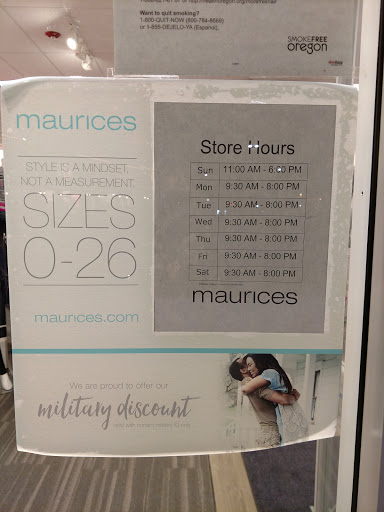 Want to quit smoking?
1-800-QUIT-NOW (800-784-8669)
or 1-855-DEJELO-YA (Español).
SMOKEFREE
oregon
maurices
STYLE IS A MINDSET,
NOT A MEASUREMENT.
SIZES
0-26
maurices.com
Store Hours
Sun 11:00 AM - 6:00 PM
Mon 9:30 AM - 8:00 PM
Tue 9:30 AM - 8:00 PM
Wed 9:30 AM - 8:00 PM
Thu 9:30 AM - 8:00 PM
Fri 9:30 AM - 8:00 PM
Sat 9:30 AM - 8:00 PM
maurices
We are proud to offer our
military discount